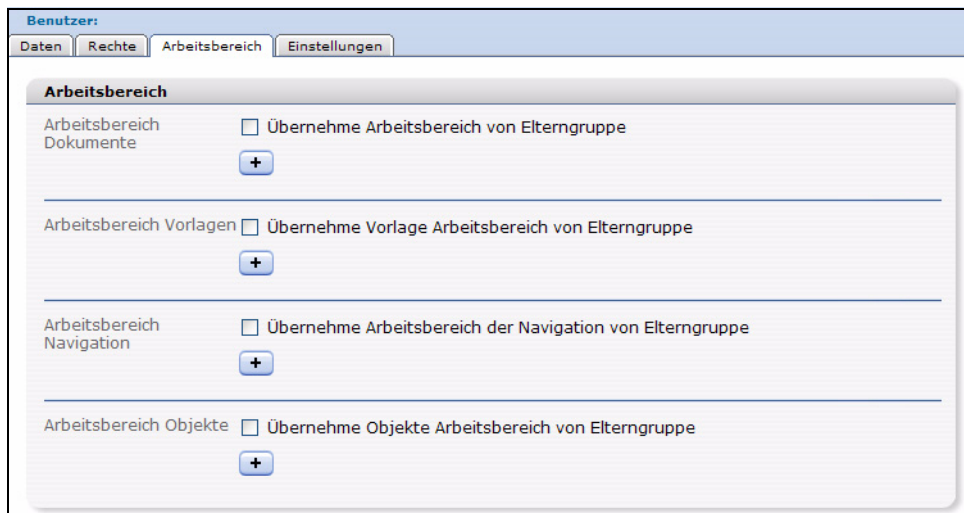 Benutzer:
Daten Rechte Arbeitsbereich Einstellungen
Arbeitsbereich
Arbeitsbereich
Dokumente
Übernehme Arbeitsbereich von Elterngruppe
+
Arbeitsbereich Vorlagen
Übernehme Vorlage Arbeitsbereich von Elterngruppe
+
Arbeitsbereich
Navigation
Übernehme Arbeitsbereich der Navigation von Elterngruppe
+
Arbeitsbereich Objekte
Übernehme Objekte Arbeitsbereich von Elterngruppe
+